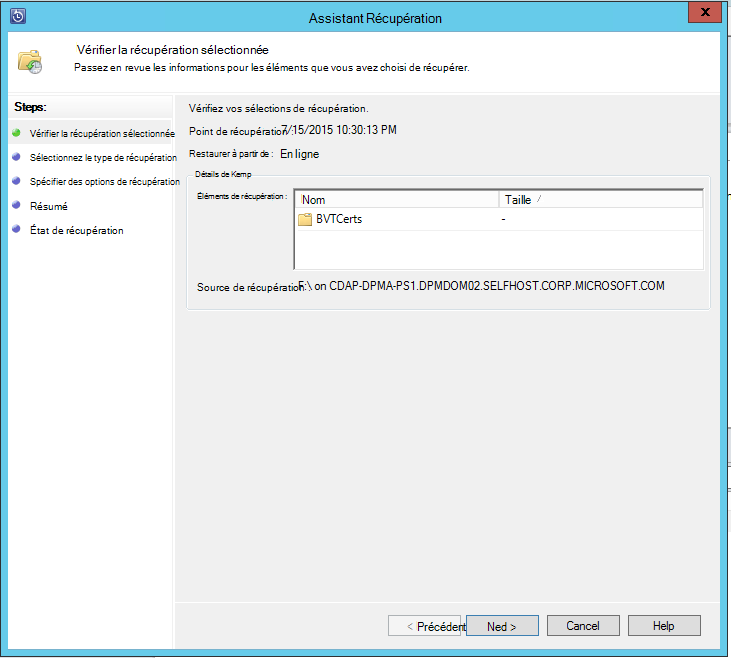 Assistant Récupération
x
Vérifier la récupération sélectionnée
Passez en revue les informations pour les éléments que vous avez choisi de récupérer.
Steps:
Vérifier la récupération sélectionnée
Sélectionnez le type de récupération
Spécifier des options de récupération
Résumé
État de récupération
Vérifiez vos sélections de récupération.
Point de récupération 7/15/2015 10:30:13 PM
Restaurer à partir de : En ligne
Détails de Kemp
Éléments de récupération :
Nom Taille
BVTCerts -
Source de récupération F:\ on CDAP-DPMA-PS1.DPMDOM02.SELFHOST.CORP.MICROSOFT.COM
< Précédent Ned > Cancel Help